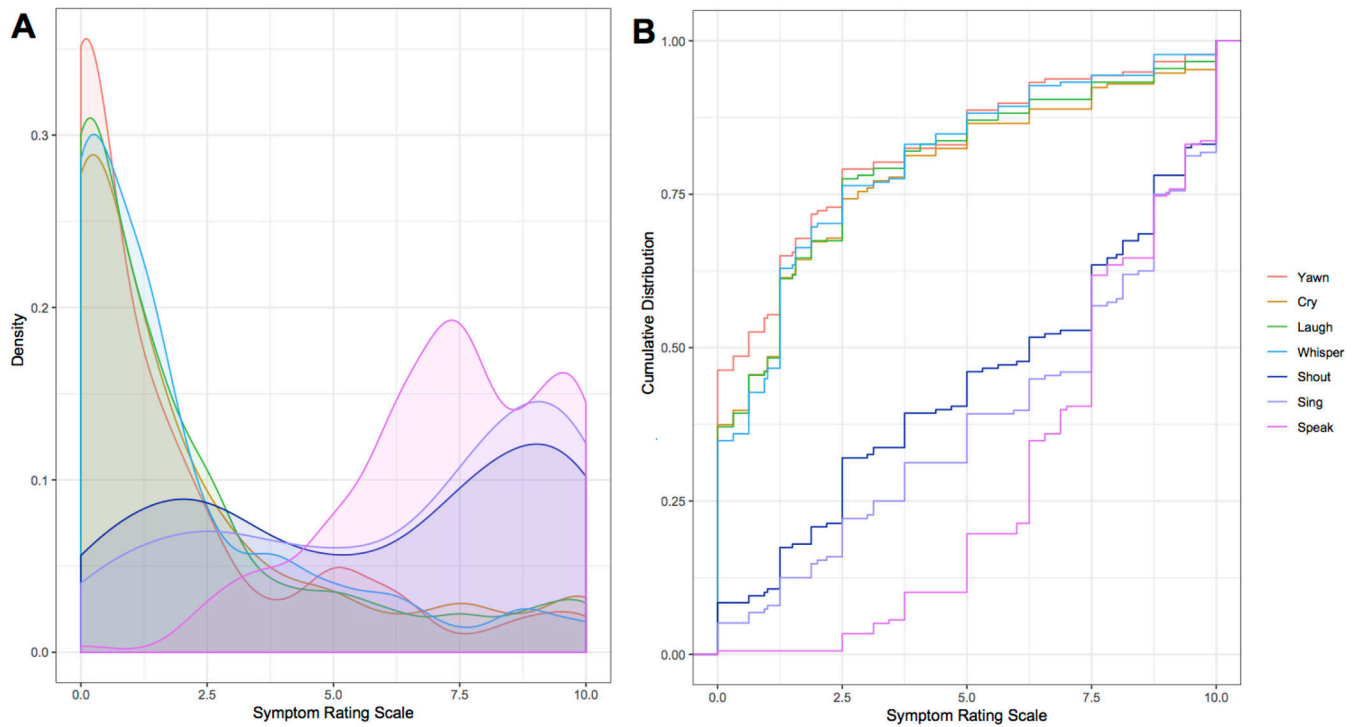 A
B
0.3
0.2
0.1
0.0
Density
0.0 2.5 5.0 7.5 10.0
Symptom Rating Scale
1.00
0.75
0.50
0.25
0.00
Cumulative Distribution
0.0 2.5 5.0 7.5 10.0
Symptom Rating Scale
Yawn
Cry
Laugh
Whisper
Shout
Sing
Speak